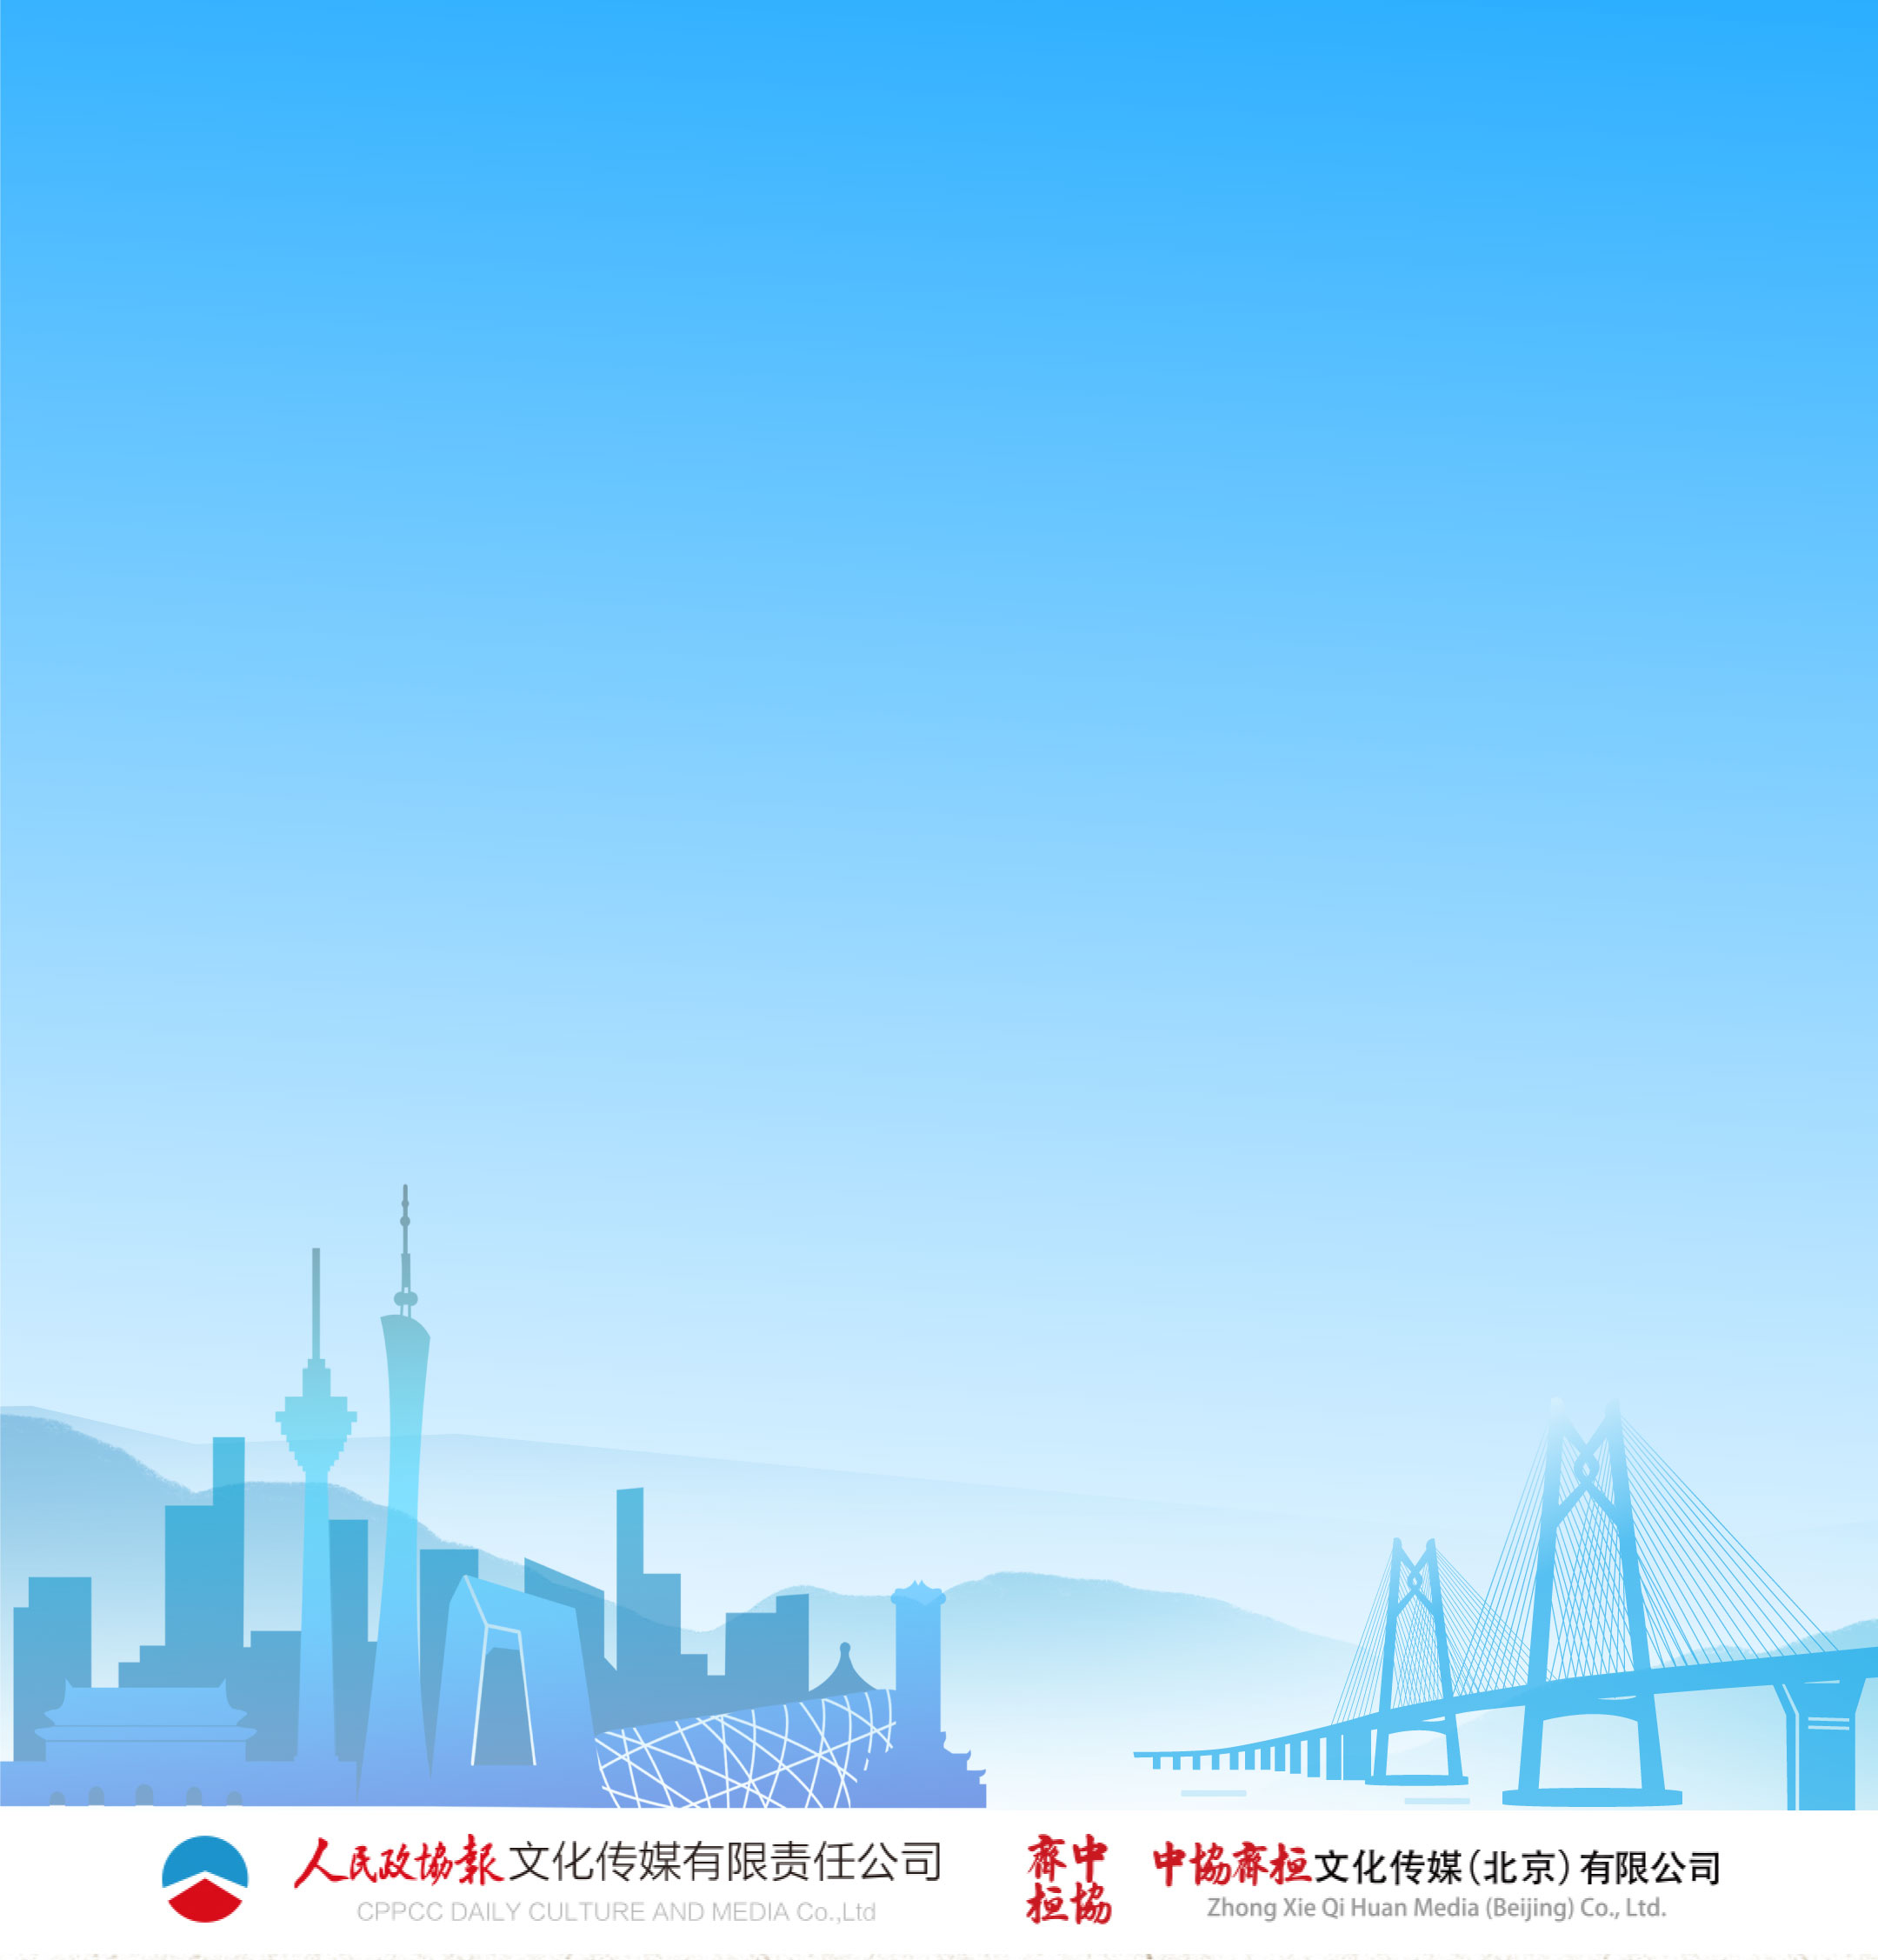 人民政協報文化传媒有限责任公司
CPPCC DAILY CULTURE AND MEDIA Co.,Ltd
齊中
桓協
中協齊桓文化传媒(北京)有限公司
Zhong Xie Qi Huan Media (Beijing) Co., Ltd.